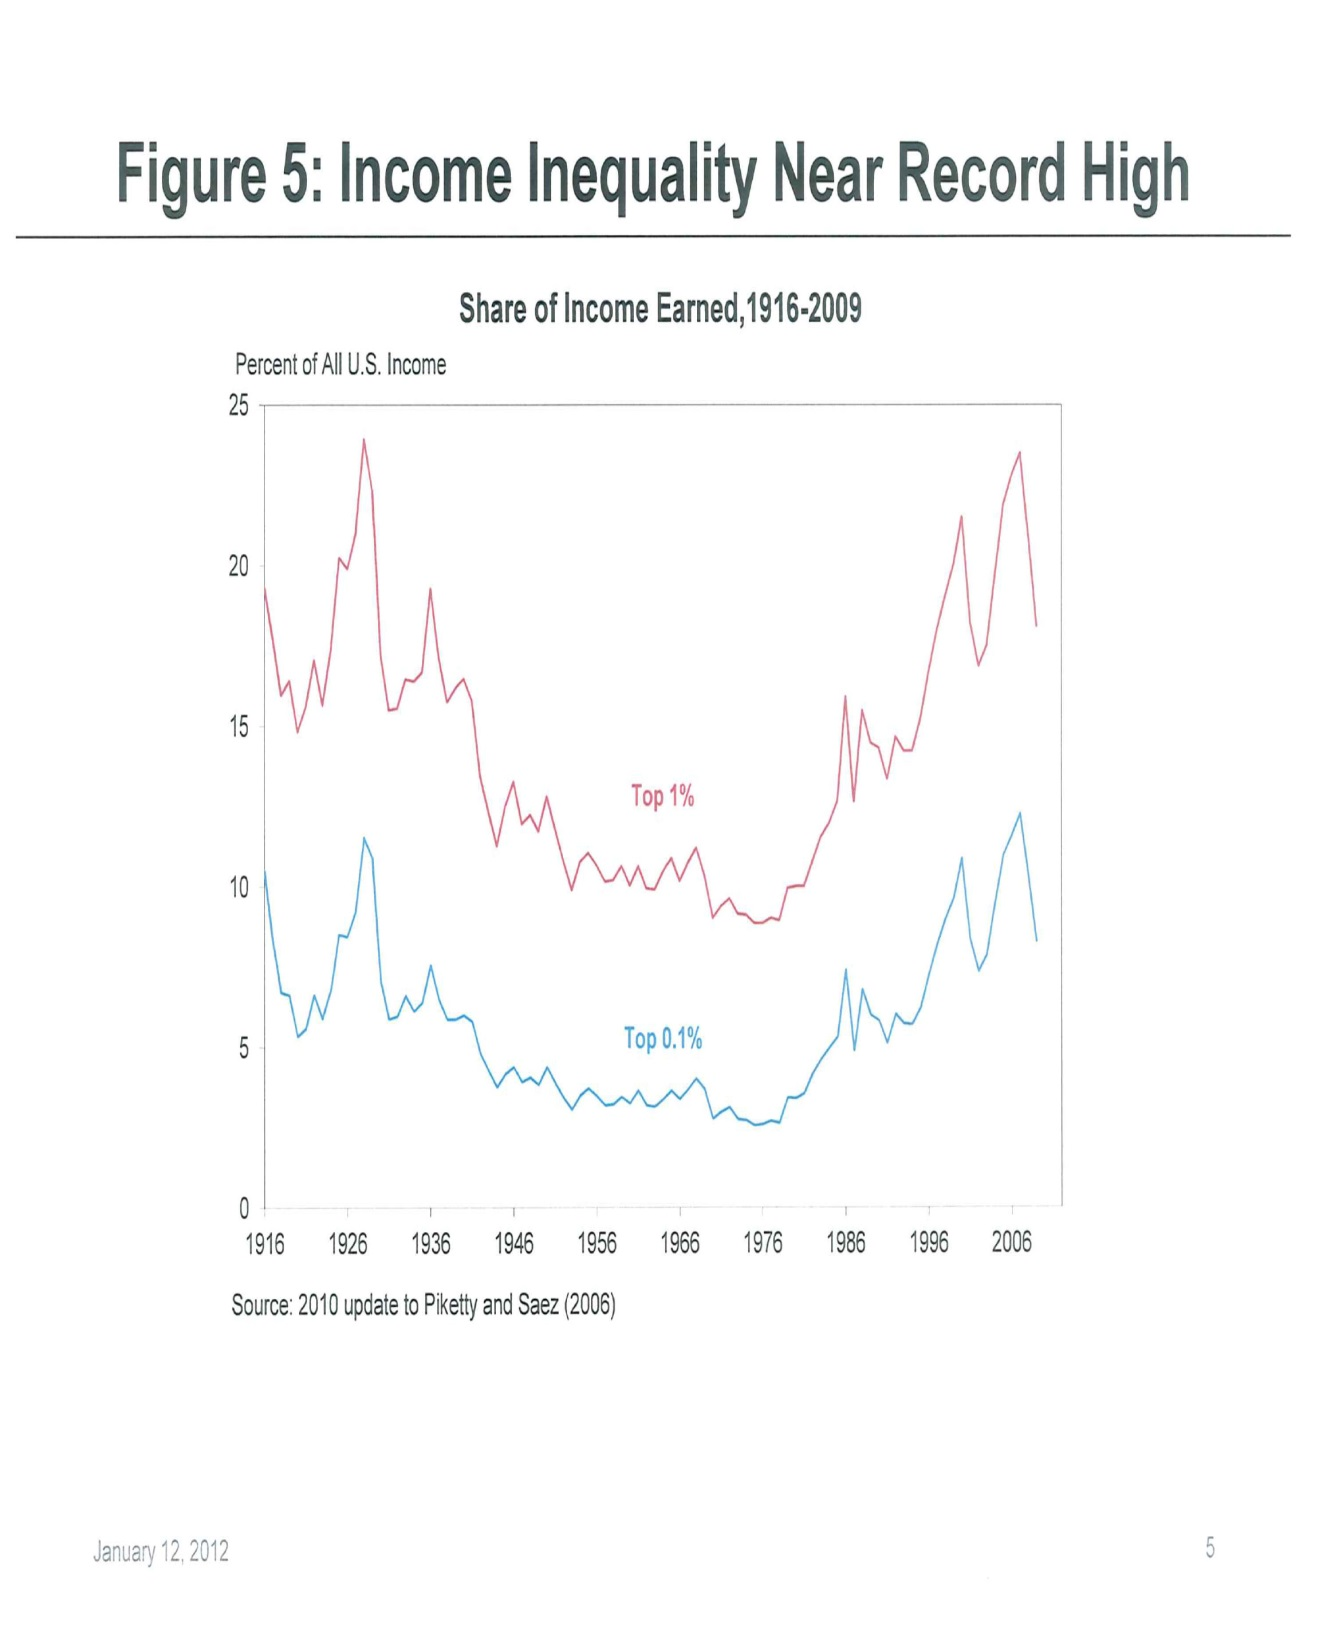 Figure 5: Income Inequality Near Record High
Share of Income Earned,1916-2009
Percent of All U.S. Income
25
20
15
10
5
0
Top 1%
Top 0.1%
1916 1926 1936 1946 1956 1966 1976 1986 1996 2006
Source: 2010 update to Piketty and Saez (2006)
January 12, 2012
5